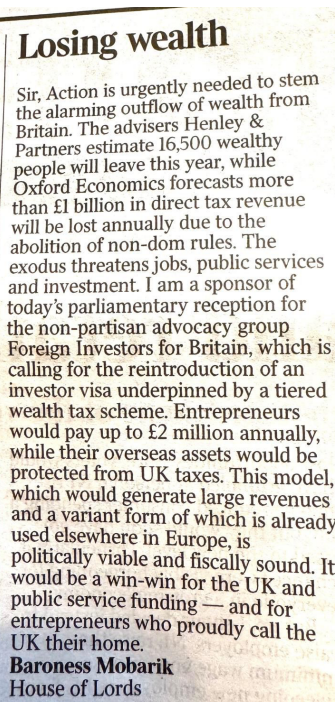 Losing wealth
Sir, Action is urgently needed to stem
the alarming outflow of wealth from
Britain. The advisers Henley &
Partners estimate 16,500 wealthy
people will leave this year, while
Oxford Economics forecasts more
than £1 billion in direct tax revenue
will be lost annually due to the
abolition of non-dom rules. The
exodus threatens jobs, public services
and investment. I am a sponsor of
today's parliamentary reception for
the non-partisan advocacy group
Foreign Investors for Britain, which is
calling for the reintroduction of an
investor visa underpinned by a tiered
wealth tax scheme. Entrepreneurs
would pay up to £2 million annually,
while their overseas assets would be
protected from UK taxes. This model,
which would generate large revenues
and a variant form of which is already
used elsewhere in Europe, is
politically viable and fiscally sound. It
would be a win-win for the UK and
public service funding — and for
entrepreneurs who proudly call the
UK their home.
Baroness Mobarik
House of Lords